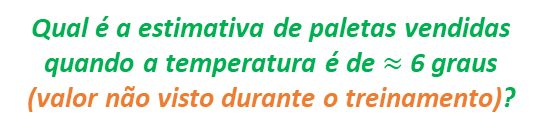 Qual é a estimativa de paletas vendidas
quando a temperatura é de ≈ 6 graus
(valor não visto durante o treinamento)?